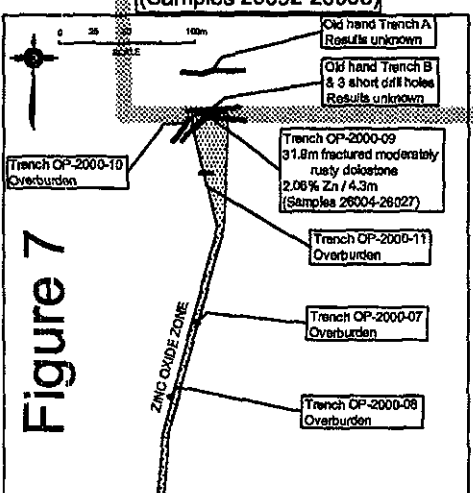 (Samples 26092-26093)
Old hand Trench A
Results unknown
0 25 50 100m
SCALE
Old hand Trench B
& 3 short drill holes
Results unknown
Trench OP-2000-10
Overburden
Trench OP-2000-09
31.9m fractured moderately
rusty dolostone
2.06% Zn / 4.3m
(Samples 26004-26027)
Trench OP-2000-11
Overburden
Figure 7
ZINC OXIDE ZONE
Trench OP-2000-07
Overburden
Trench OP-2000-08
Overburden